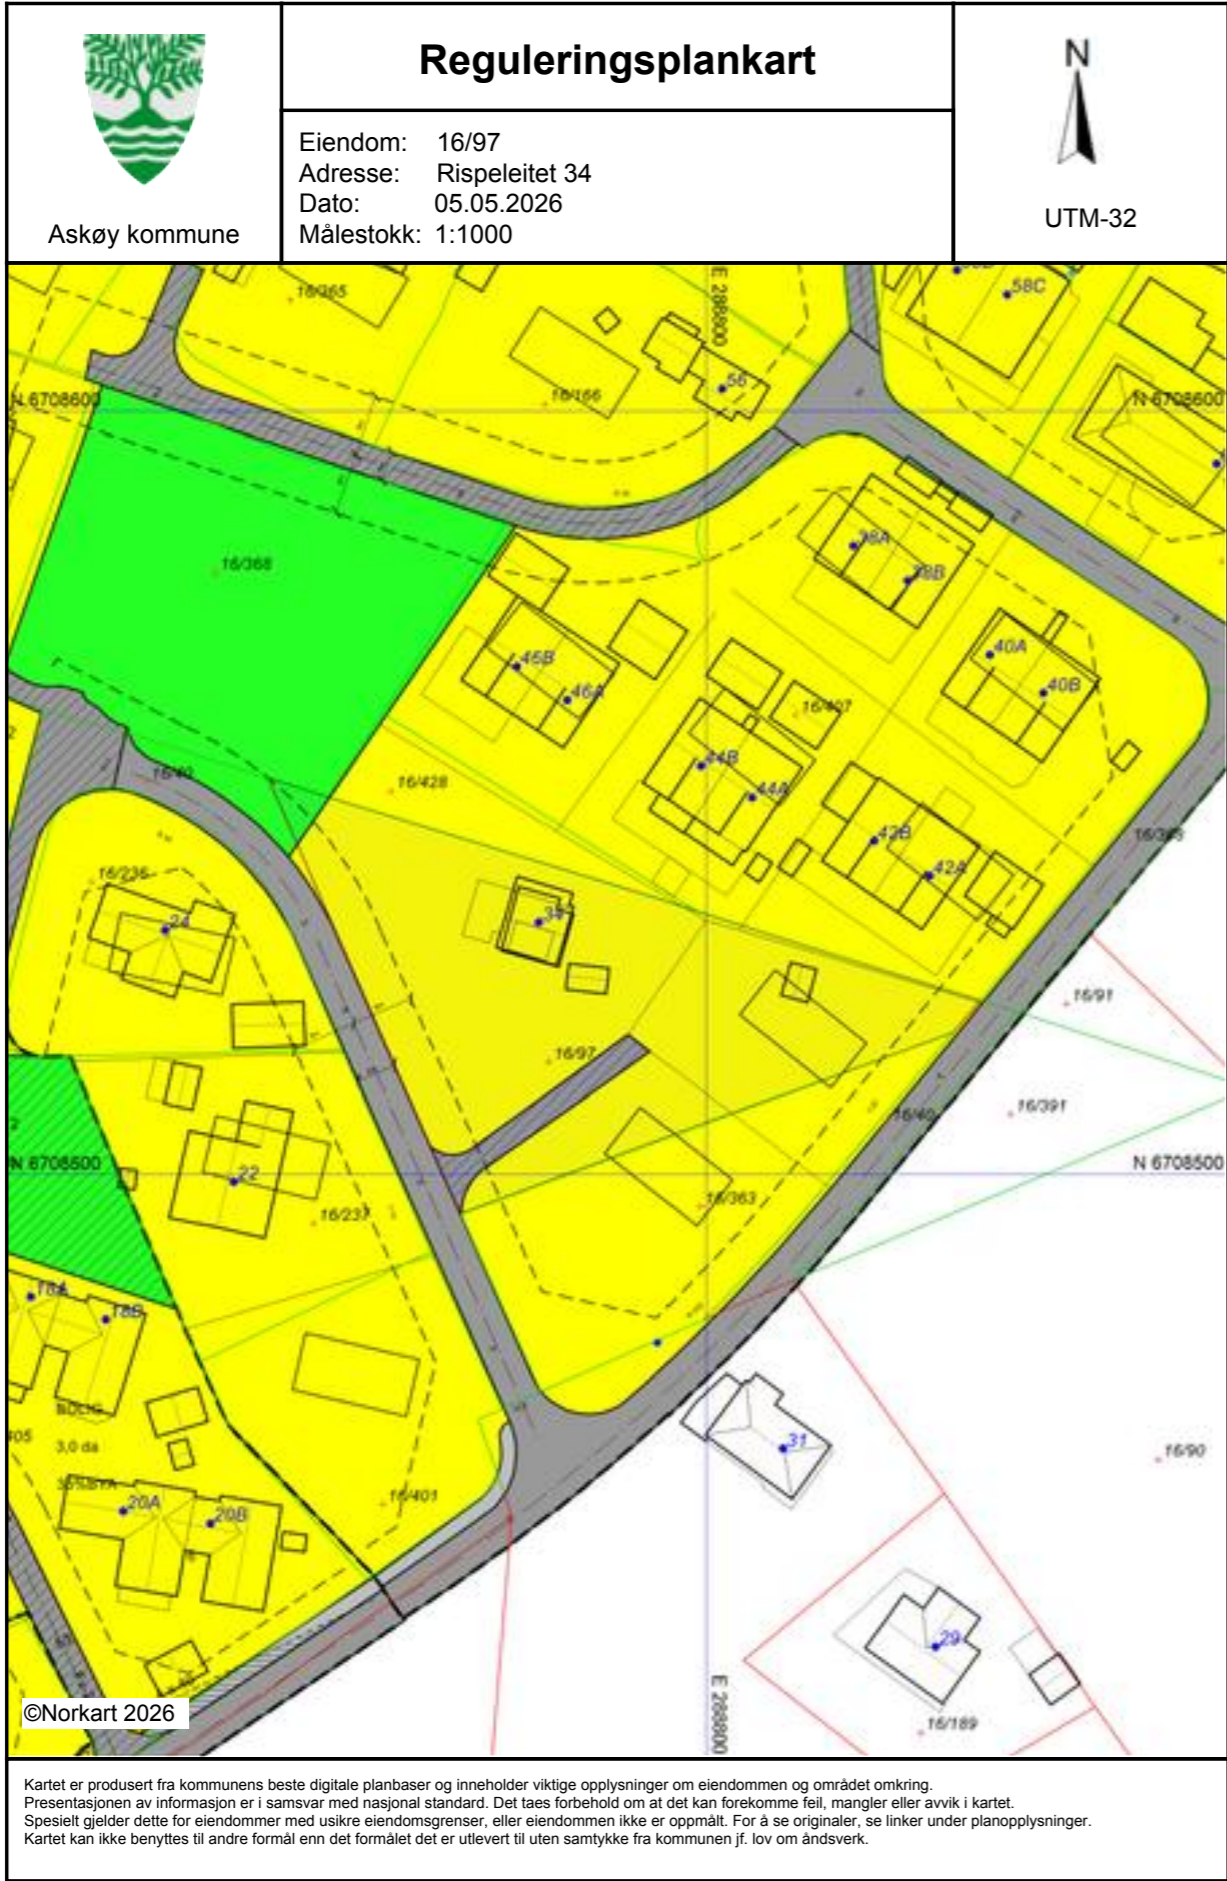 Reguleringsplankart
Eiendom: 16/97
Adresse: Rispeleitet 34
Dato: 05.05.2026
Målestokk: 1:1000
Askøy kommune
N
UTM-32
16/365
E 288800
58C
56
N 6708600
16/166
N 6708600
38A
16/368
38B
40A
46A
40B
16/407
44B
16/428
44A
42B
16/236
42A
24
16/91
16/97
16/391
16/40
N 6708500
N 6708500
22
16/363
16/237
18A
18B
BOLIG
3,0 da
31
16/90
16/401
20A
20B
29
E 288800
16/189
©Norkart 2026
Kartet er produsert fra kommunens beste digitale planbaser og inneholder viktige opplysninger om eiendommen og området omkring.
Presentasjonen av informasjon er i samsvar med nasjonal standard. Det taes forbehold om at det kan forekomme feil, mangler eller avvik i kartet.
Spesielt gjelder dette for eiendommer med usikre eiendomsgrenser, eller eiendommen ikke er oppmålt. For å se originaler, se linker under planopplysninger.
Kartet kan ikke benyttes til andre formål enn det formålet det er utlevert til uten samtykke fra kommunen jf. lov om åndsverk.